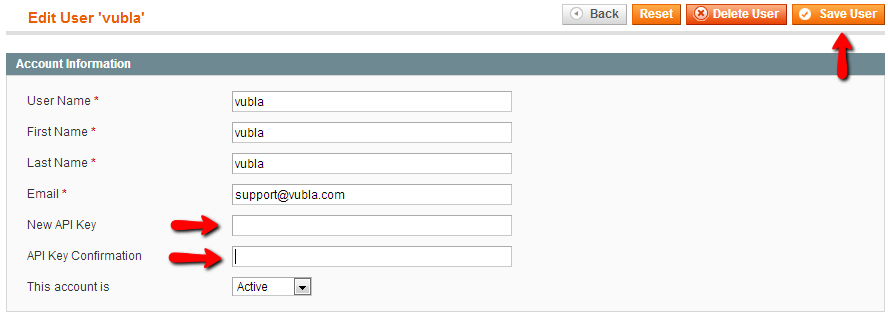 Edit User 'vubla'
Back Reset Delete User Save User
Account Information
User Name * vubla
First Name * vubla
Last Name * vubla
Email * support@vubla.com
New API Key
API Key Confirmation
This account is Active